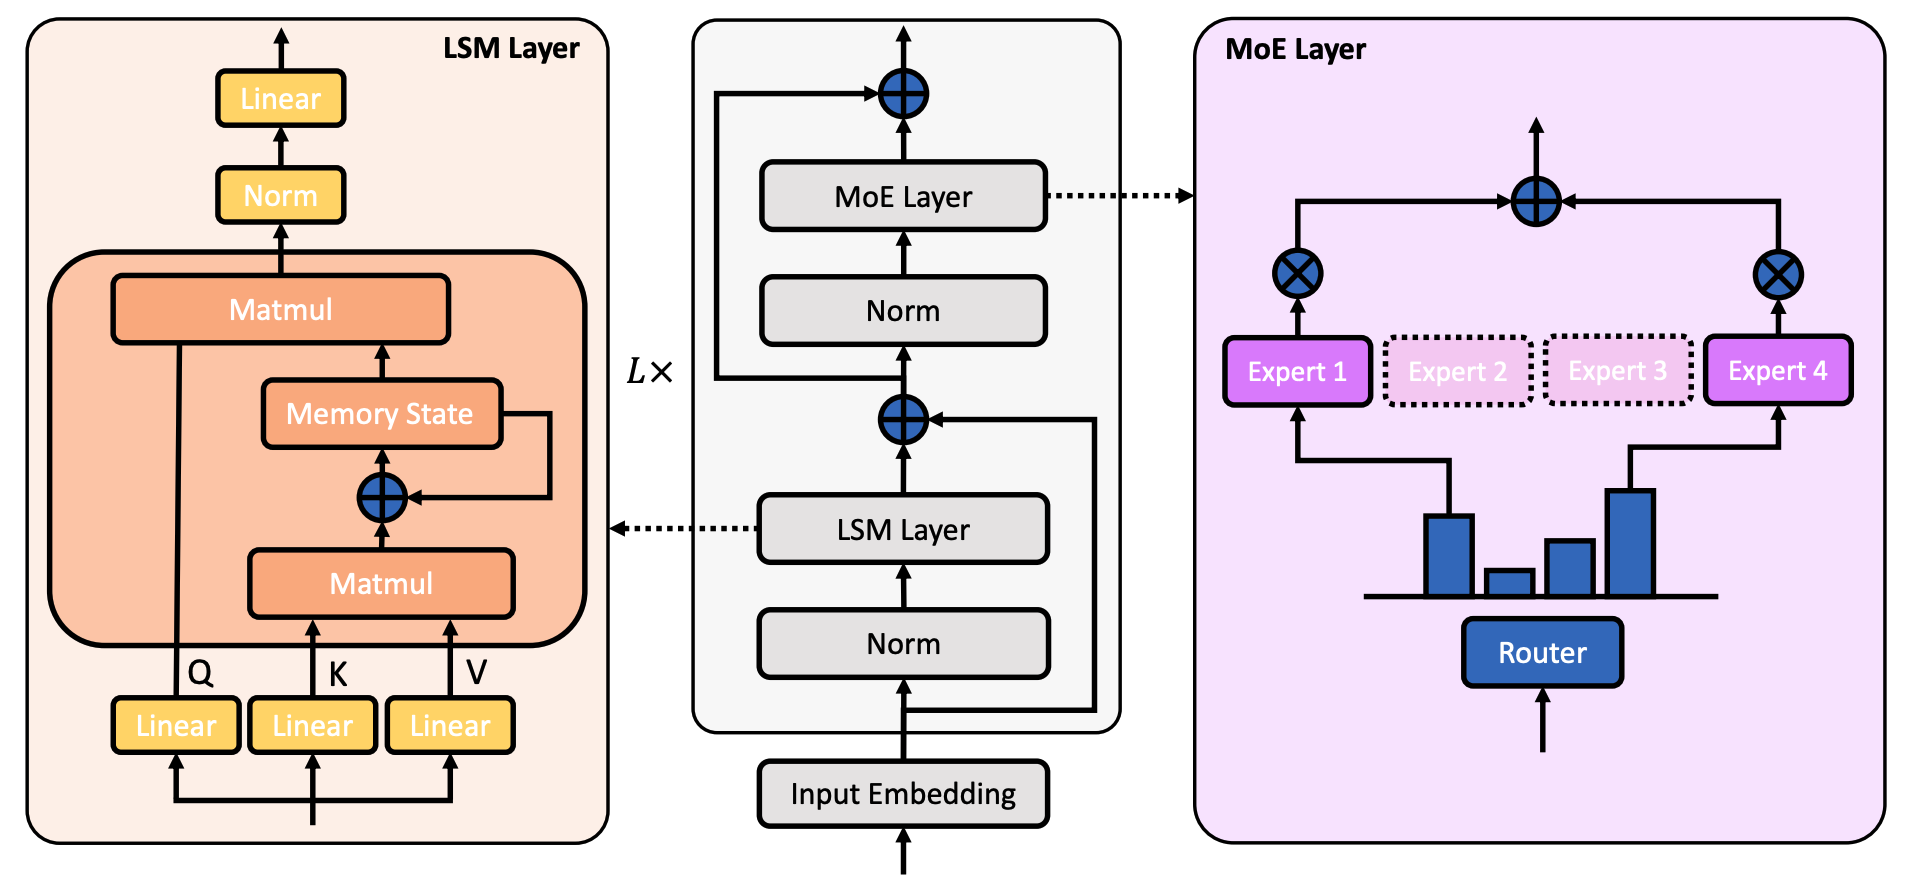 LSM Layer
Linear
Norm
Matmul
Memory State
Matmul
Q
K
V
Linear
Linear
Linear
L×
MoE Layer
Norm
LSM Layer
Norm
Input Embedding
MoE Layer
Expert 1
Expert 2
Expert 3
Expert 4
Router